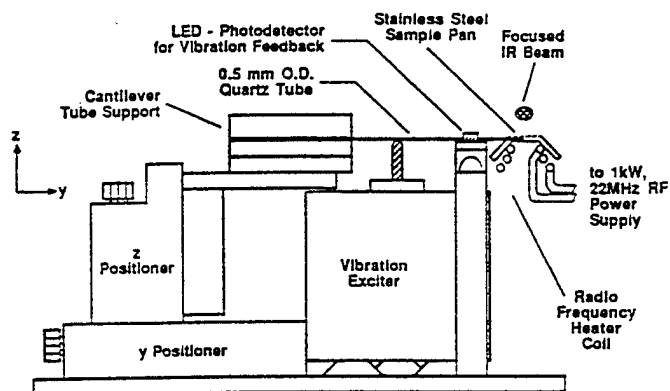 LED - Photodetector
for Vibration Feedback
Stainless Steel
Sample Pan
Focused
IR Beam
0.5 mm O.D.
Quartz Tube
Cantilever
Tube Support
z
y
to 1kW,
22MHz RF
Power
Supply
z
Positioner
Vibration
Exciter
Radio
Frequency
Heater
Coil
y Positioner